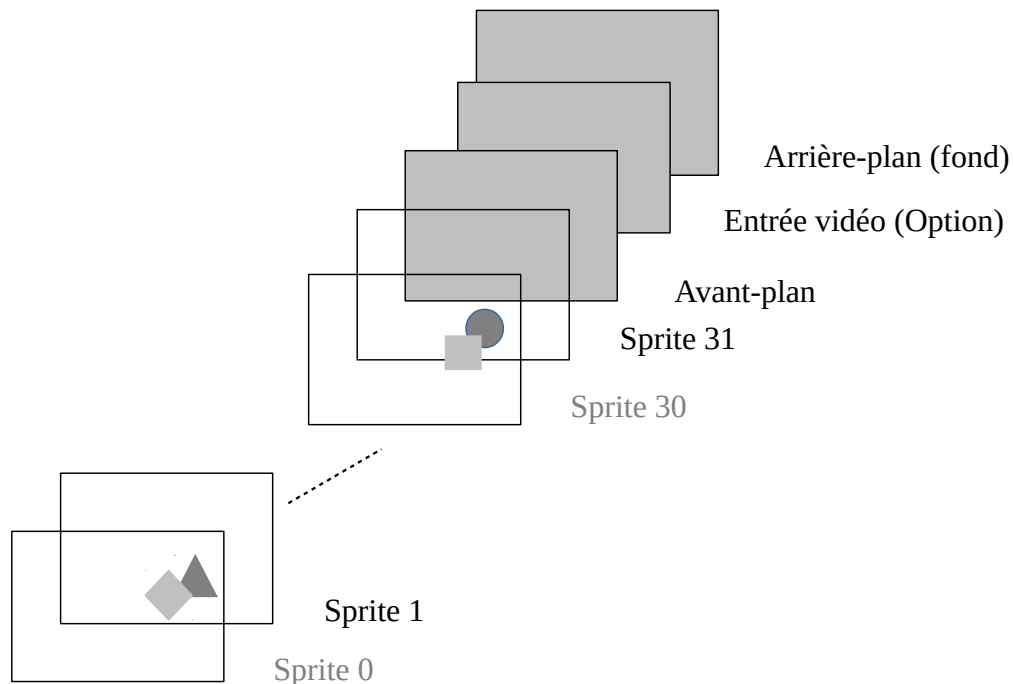 Arrière-plan (fond)
Entrée vidéo (Option)
Avant-plan
Sprite 31
Sprite 30
Sprite 1
Sprite 0